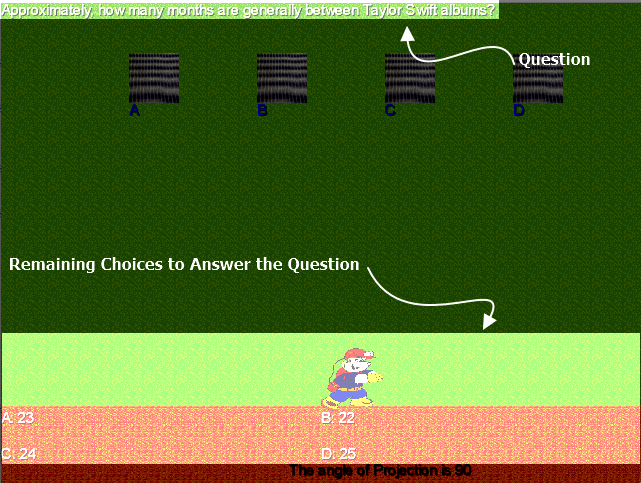 Approximately, how many months are generally between Taylor Swift albums?
Question
A B C D
Remaining Choices to Answer the Question
A: 23 B: 22
C: 24 D: 25
The angle of Projection is 90